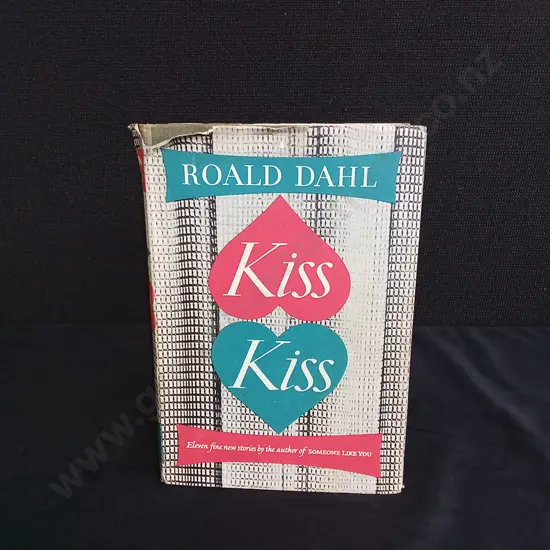 ROALD DAHL
Kiss
Kiss
Eleven fine new stories by the author of SOMEONE LIKE YOU